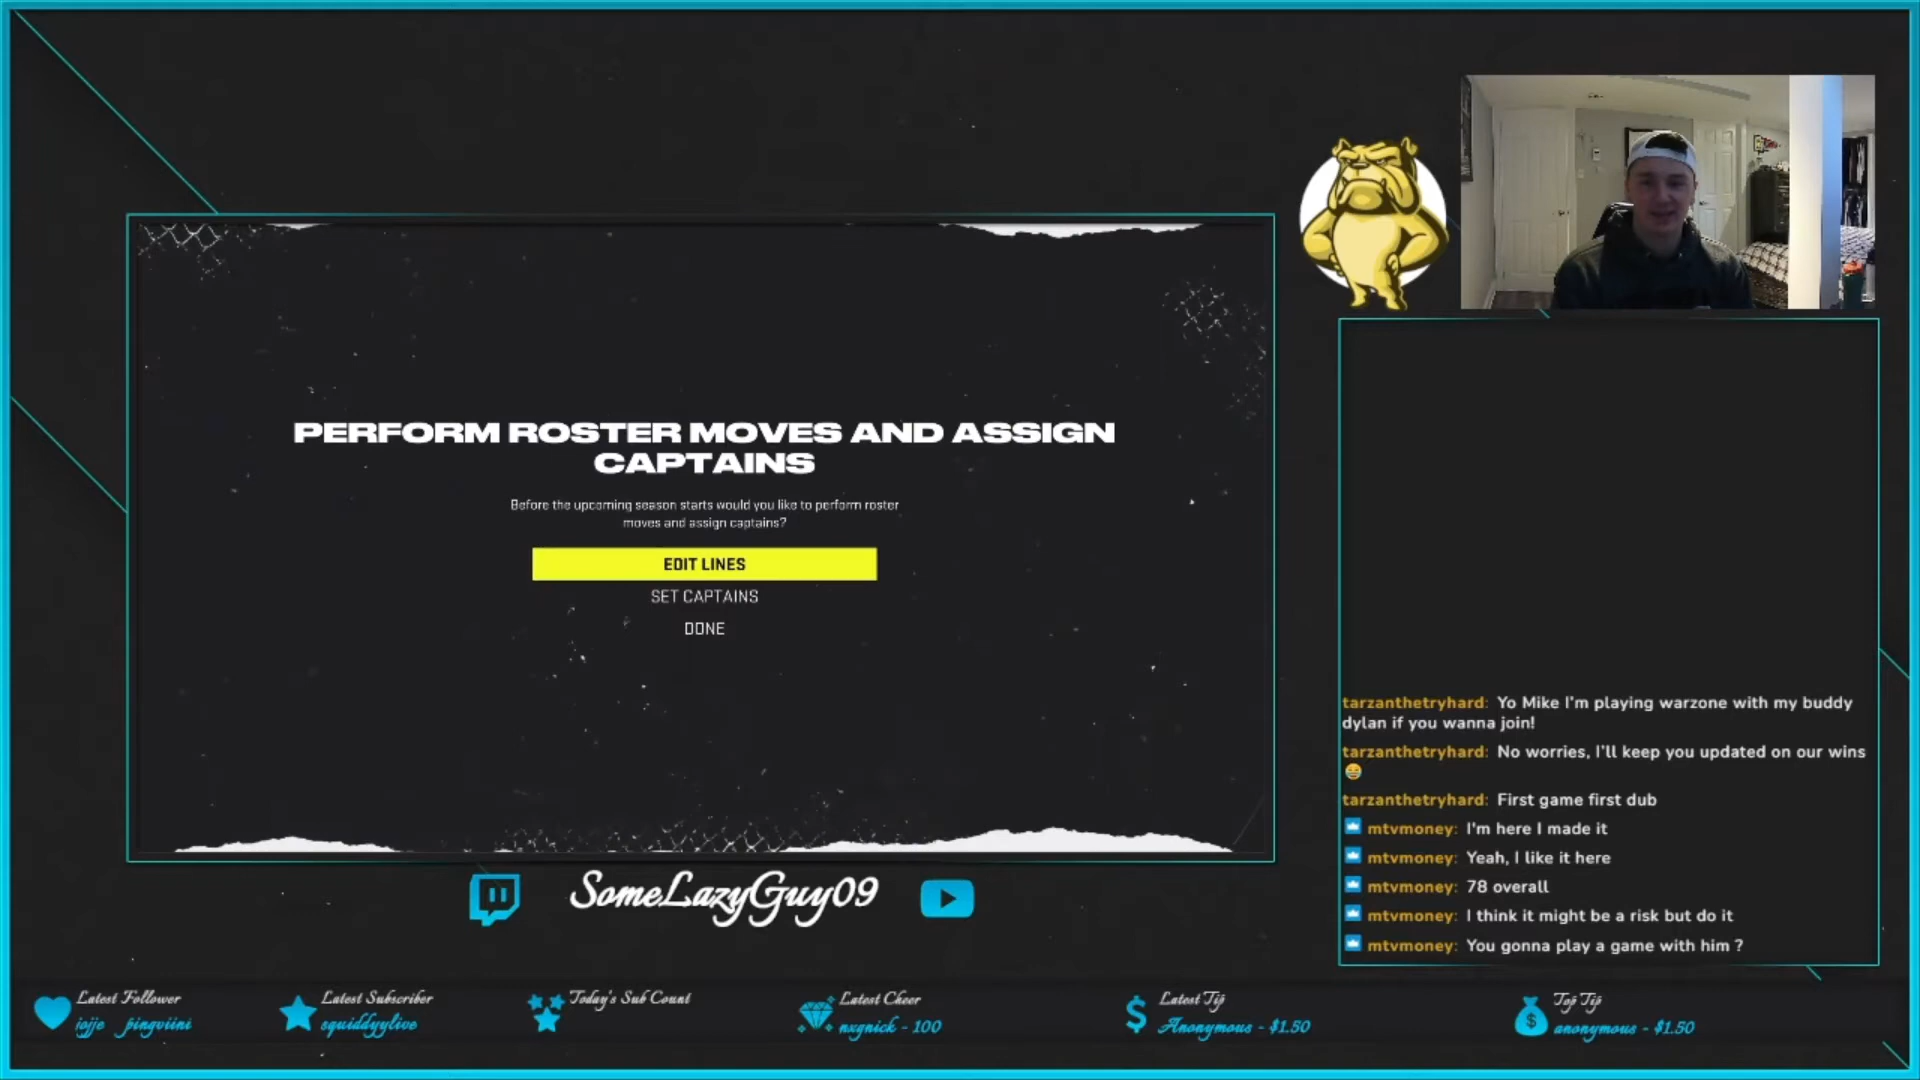 PERFORM ROSTER MOVES AND ASSIGN
CAPTAINS
Before the upcoming season starts would you like to perform roster
moves and assign captains?
EDIT LINES
SET CAPTAINS
DONE
SomeLazyGuy09
tarzanthetryhard: Yo Mike I'm playing warzone with my buddy
dylan if you wanna join!
tarzanthetryhard: No worries, I'll keep you updated on our wins
😂
tarzanthetryhard: First game first dub
mtvmoney: I'm here I made it
mtvmoney: Yeah, I like it here
mtvmoney: 78 overall
mtvmoney: I think it might be a risk but do it
mtvmoney: You gonna play a game with him ?
Latest Follower
iojje_pingviini
Latest Subscriber
squiddyylive
Today's Sub Count
Latest Cheer
nxgnick - 100
Latest Tip
Anonymous - $1.50
Top Tip
anonymous - $1.50